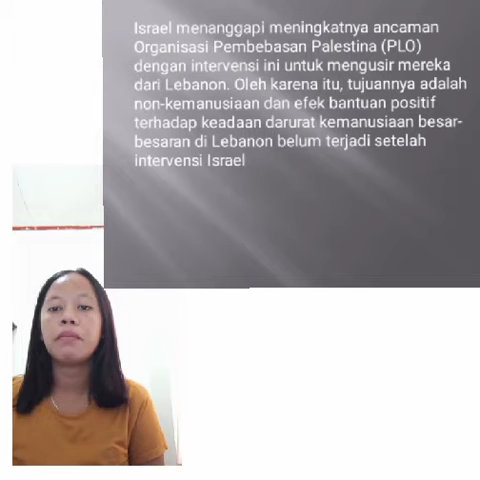 Israel menanggapi meningkatnya ancaman
Organisasi Pembebasan Palestina (PLO)
dengan intervensi ini untuk mengusir mereka
dari Lebanon. Oleh karena itu, tujuannya adalah
non-kemanusiaan dan efek bantuan positif
terhadap keadaan darurat kemanusiaan besar-
besaran di Lebanon belum terjadi setelah
intervensi Israel